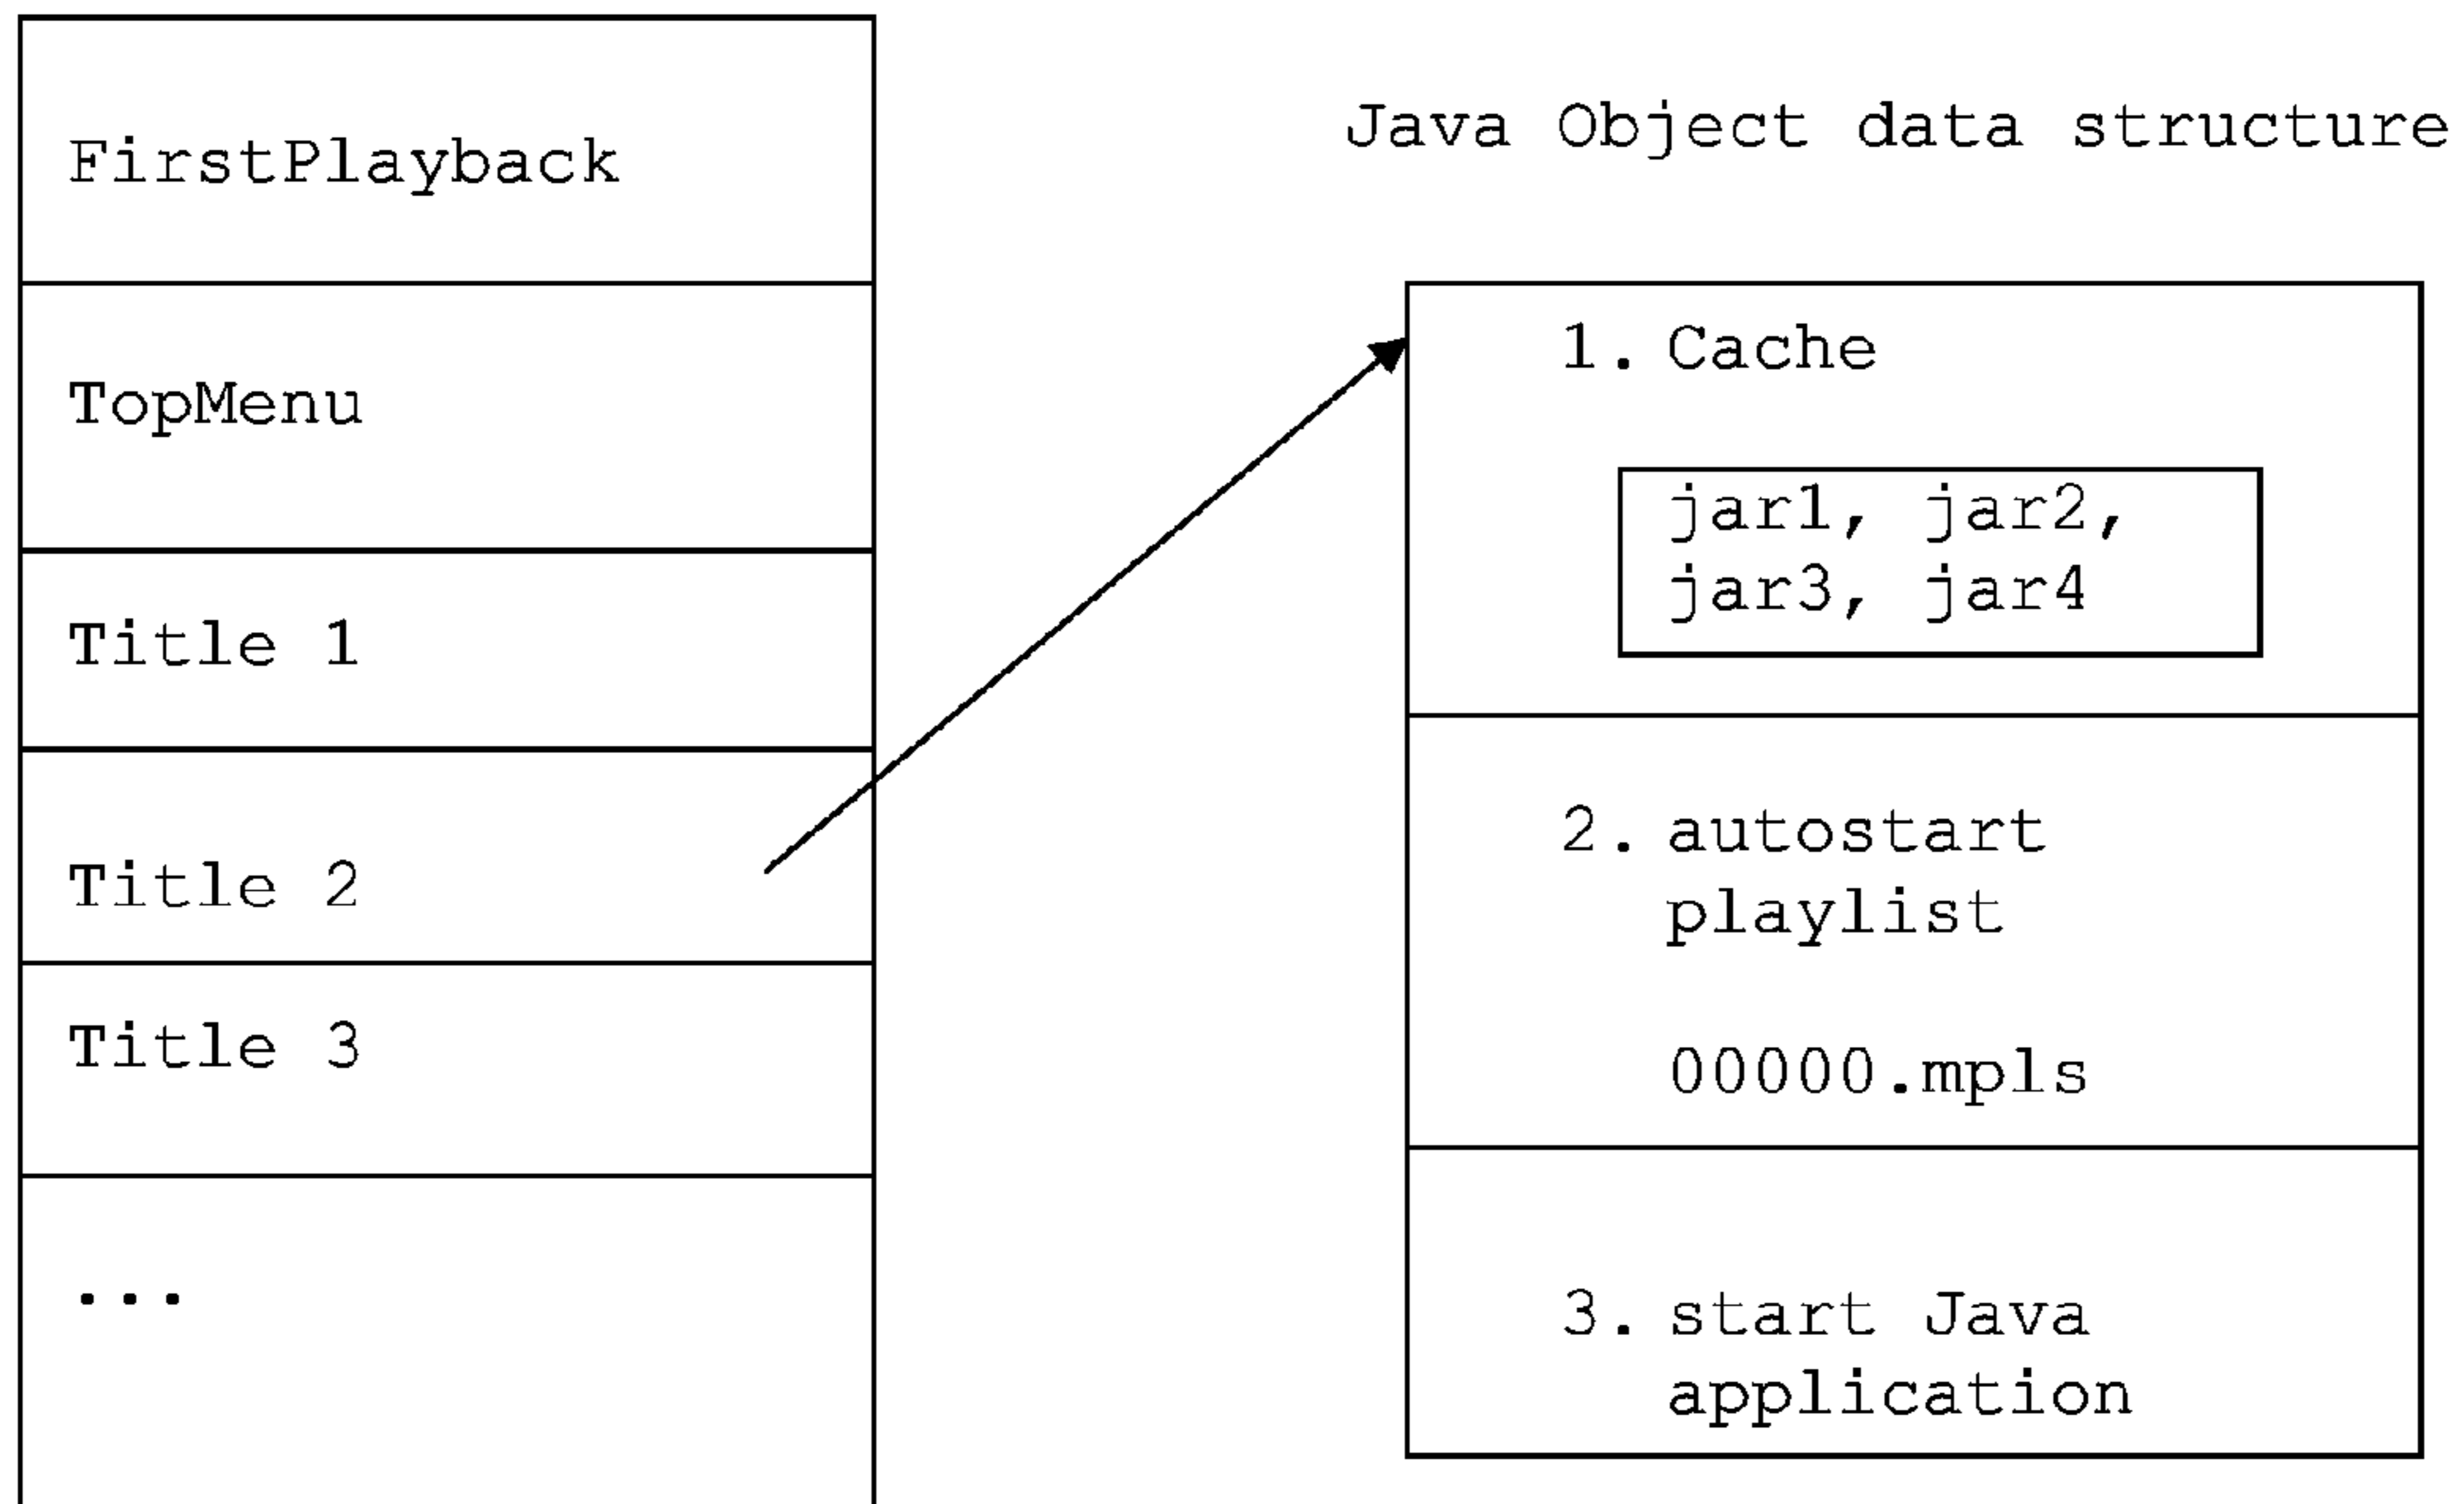 FirstPlayback
TopMenu
Title 1
Title 2
Title 3
...
Java Object data structure
1. Cache
jar1, jar2,
jar3, jar4
2. autostart
playlist
00000.mpls
3. start Java
application